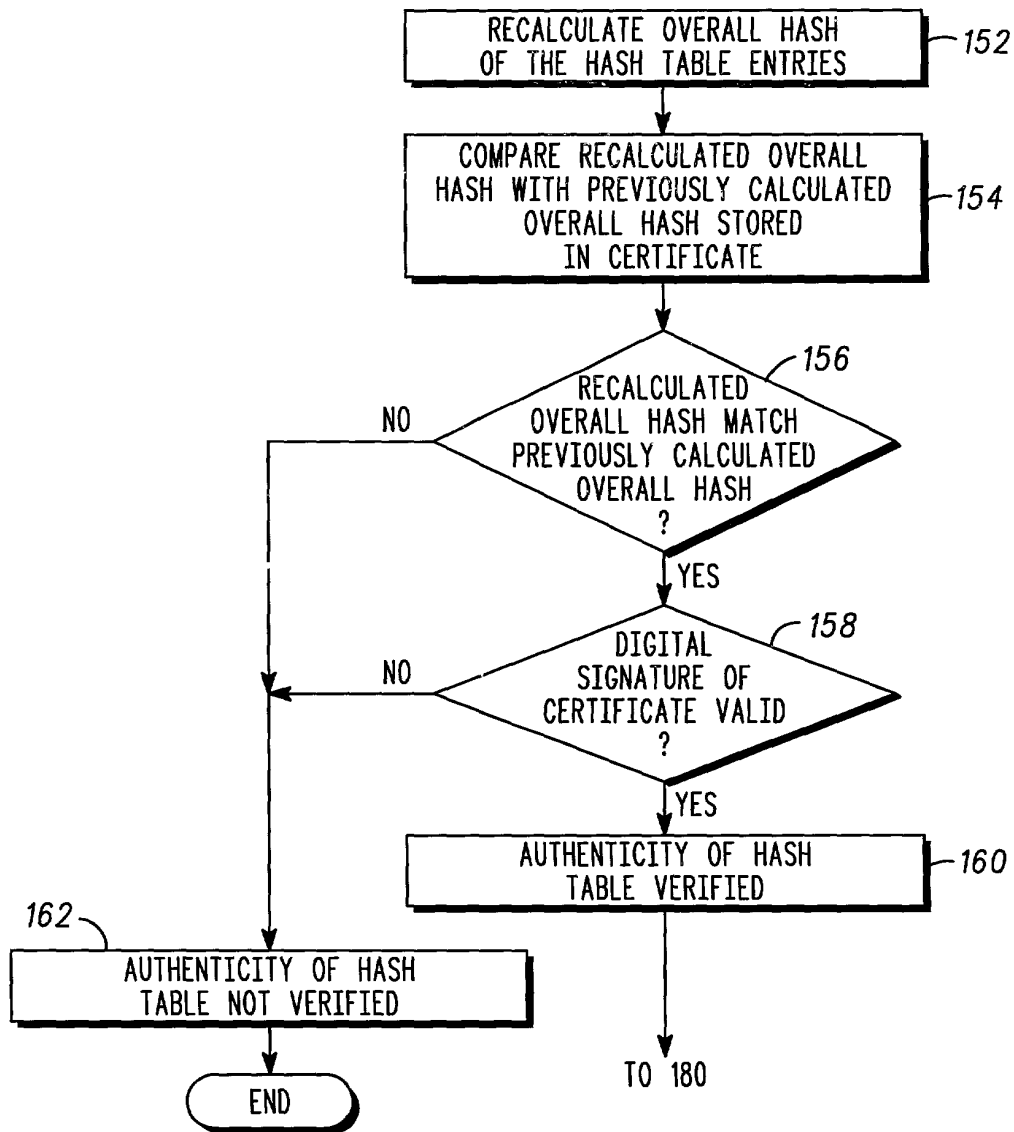 RECALCULATE OVERALL HASH
OF THE HASH TABLE ENTRIES
152
COMPARE RECALCULATED OVERALL
HASH WITH PREVIOUSLY CALCULATED
OVERALL HASH STORED
IN CERTIFICATE
154
156
RECALCULATED
OVERALL HASH MATCH
PREVIOUSLY CALCULATED
OVERALL HASH
?
NO
YES
158
DIGITAL
SIGNATURE OF
CERTIFICATE VALID
?
NO
YES
AUTHENTICITY OF HASH
TABLE VERIFIED
160
162
AUTHENTICITY OF HASH
TABLE NOT VERIFIED
TO 180
END